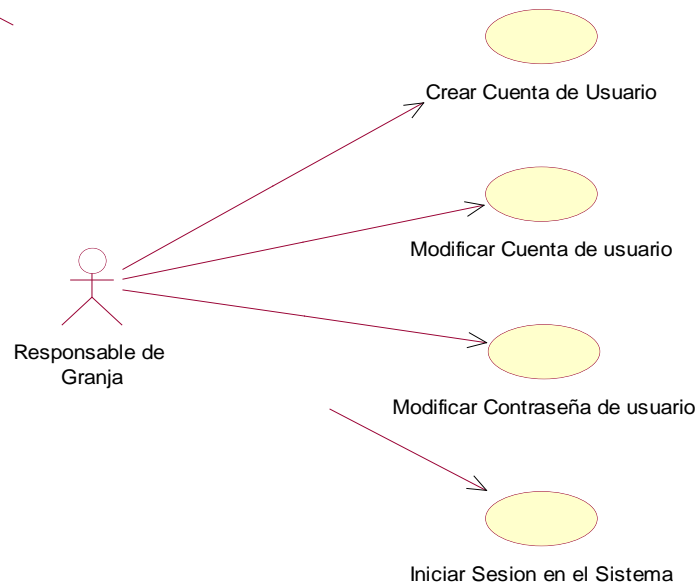 Crear Cuenta de Usuario
Modificar Cuenta de usuario
Responsable de
Granja
Modificar Contraseña de usuario
Iniciar Sesion en el Sistema